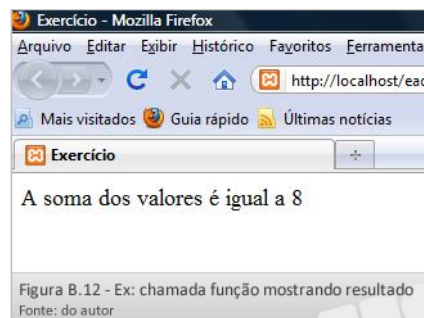 Exercício - Mozilla Firefox
Arquivo Editar Exibir Histórico Favoritos Ferramenta
http://localhost/ead
Mais visitados Guia rápido Últimas notícias
Exercício
A soma dos valores é igual a 8
Figura B.12 - Ex: chamada função mostrando resultado
Fonte: do autor